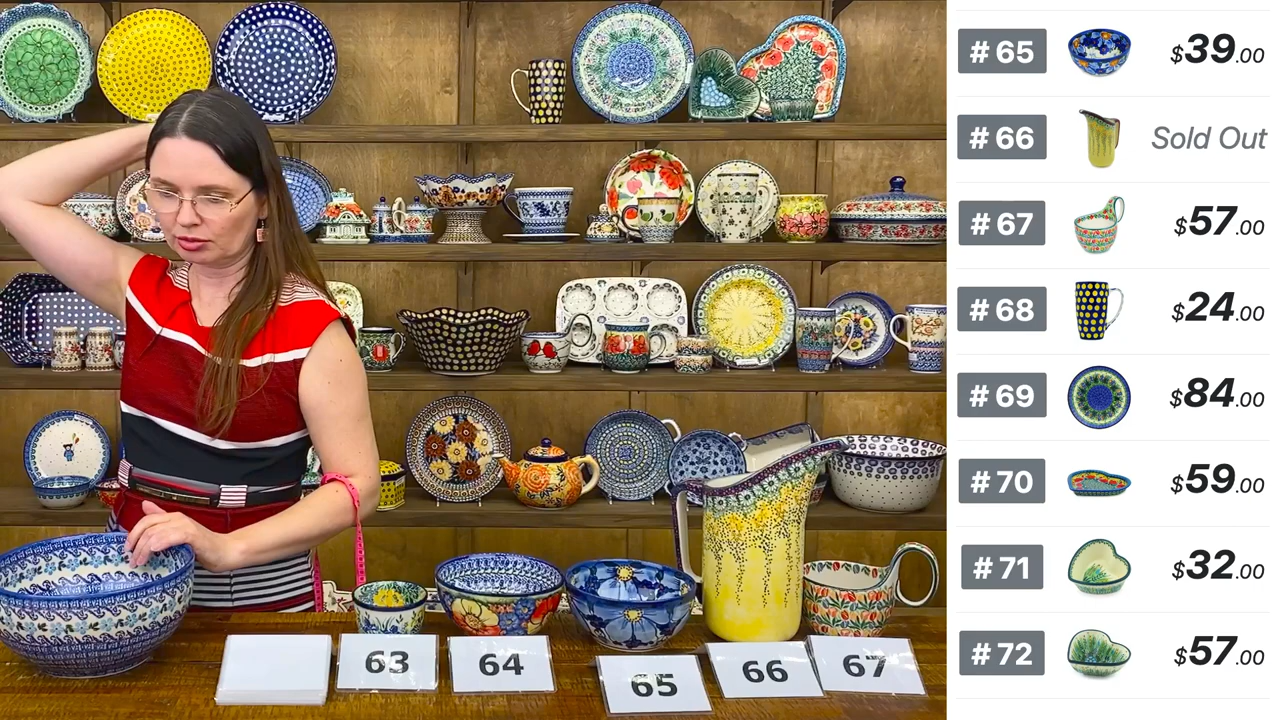 63
64
65
66
67
# 65 $39.00
# 66 Sold Out
# 67 $57.00
# 68 $24.00
# 69 $84.00
# 70 $59.00
# 71 $32.00
# 72 $57.00